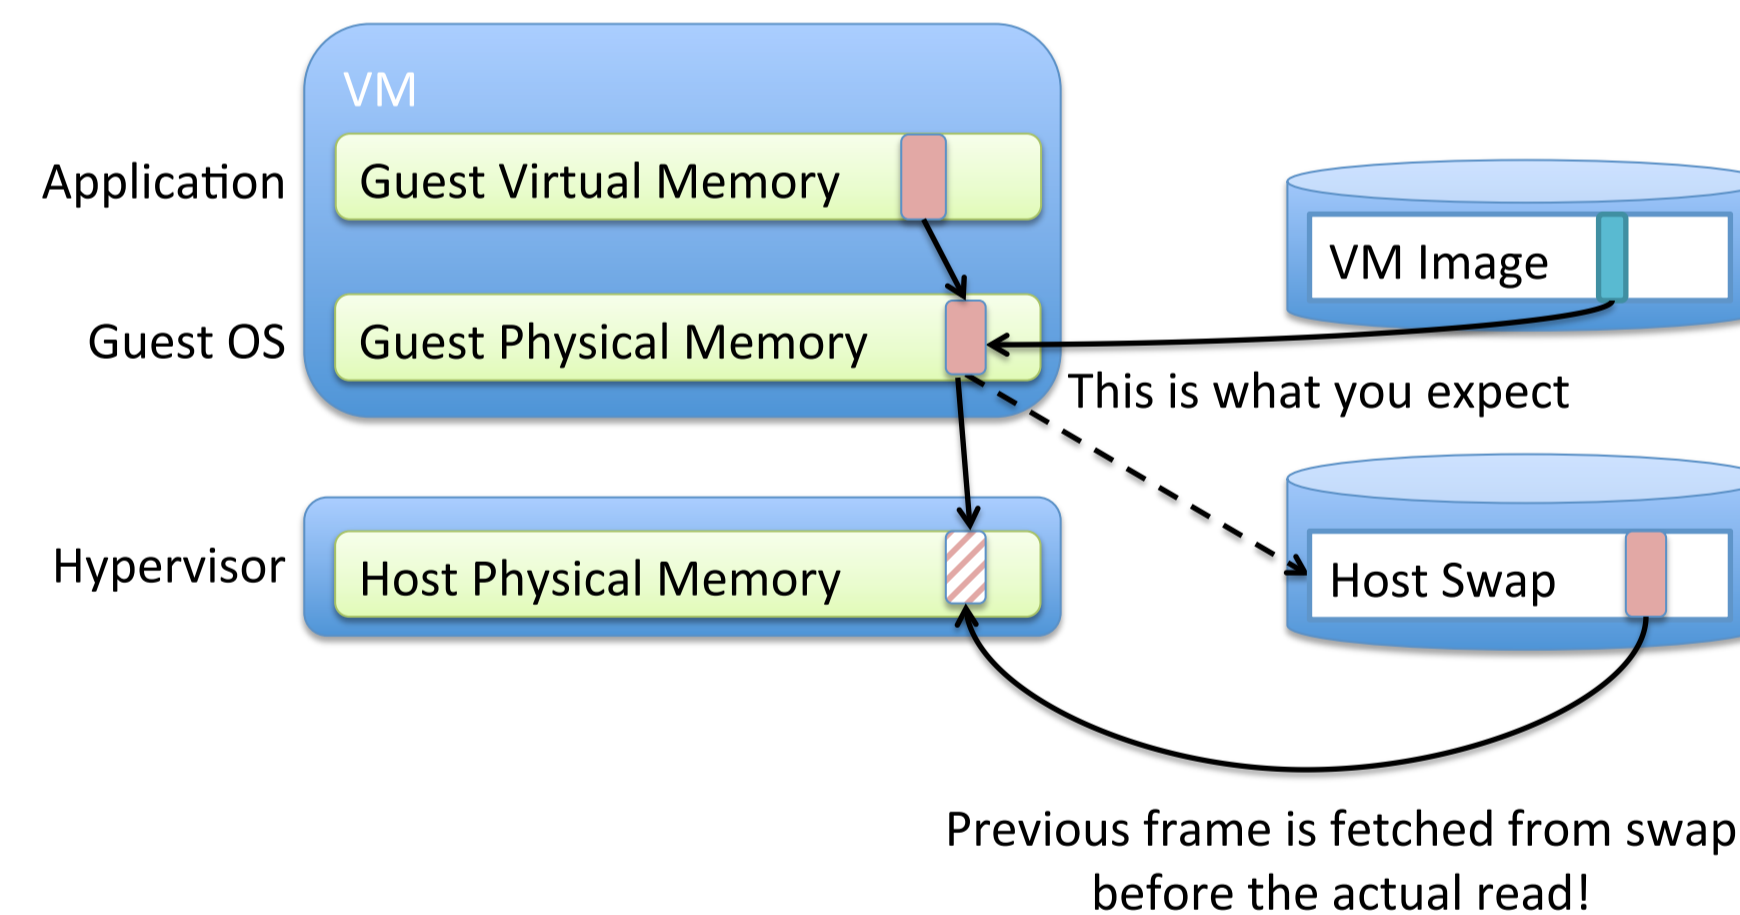 VM
Application
Guest Virtual Memory
VM Image
Guest OS
Guest Physical Memory
This is what you expect
Hypervisor
Host Physical Memory
Host Swap
Previous frame is fetched from swap
before the actual read!